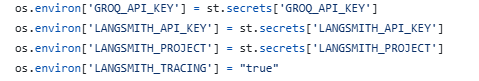 os.environ['GROQ_API_KEY'] = st.secrets['GROQ_API_KEY']
os.environ['LANGSMITH_API_KEY'] = st.secrets['LANGSMITH_API_KEY']
os.environ['LANGSMITH_PROJECT'] = st.secrets['LANGSMITH_PROJECT']
os.environ['LANGSMITH_TRACING'] = "true"